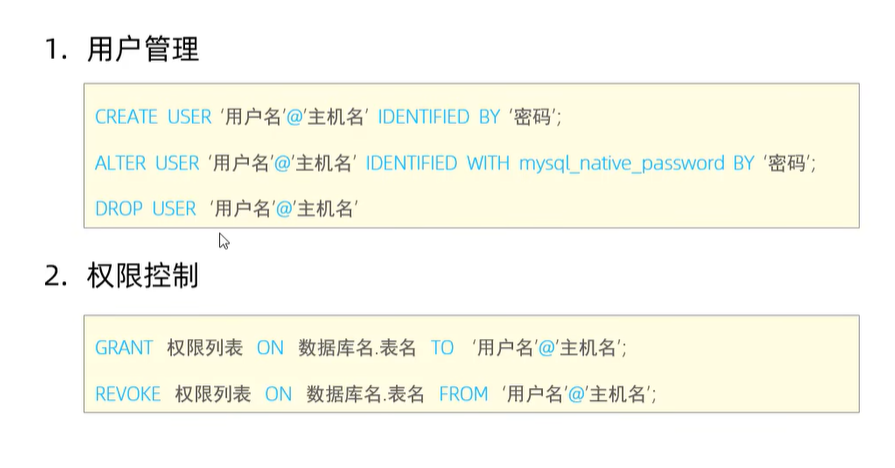 1. 用户管理
CREATE USER ‘用户名’@’主机名’ IDENTIFIED BY ‘密码’;
ALTER USER ‘用户名’@’主机名’ IDENTIFIED WITH mysql_native_password BY ‘密码’;
DROP USER ‘用户名’@’主机名’
2. 权限控制
GRANT 权限列表 ON 数据库名.表名 TO ‘用户名’@’主机名’;
REVOKE 权限列表 ON 数据库名.表名 FROM ‘用户名’@’主机名’;